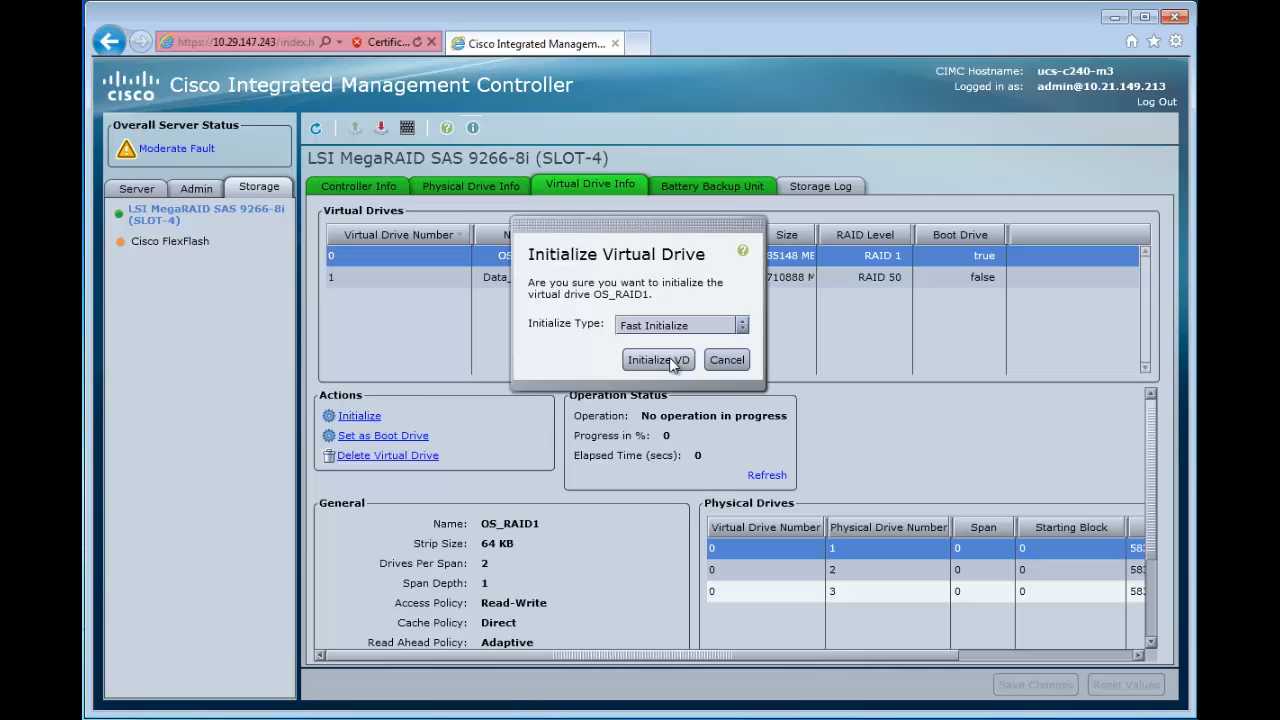 https://10.29.147.243/index.h
Certific...
Cisco Integrated Managem...
CISCO
Cisco Integrated Management Controller
CIMC Hostname: ucs-c240-m3
Logged in as: admin@10.21.149.213
Log Out
Overall Server Status
Moderate Fault
Server Admin Storage
LSI MegaRAID SAS 9266-8i
(SLOT-4)
Cisco FlexFlash
LSI MegaRAID SAS 9266-8i (SLOT-4)
Controller Info Physical Drive Info Virtual Drive Info Battery Backup Unit Storage Log
Virtual Drives
Virtual Drive Number Size RAID Level Boot Drive
0 OS 85148 RAID 1 true
1 Data_ 710888 RAID 50 false
Initialize Virtual Drive
Are you sure you want to initialize the
virtual drive OS_RAID1.
Initialize Type: Fast Initialize
Initialize VD Cancel
Actions
Initialize
Set as Boot Drive
Delete Virtual Drive
Operation Status
Operation: No operation in progress
Progress in %: 0
Elapsed Time (secs): 0
Refresh
General
Name: OS_RAID1
Strip Size: 64 KB
Drives Per Span: 2
Span Depth: 1
Access Policy: Read-Write
Cache Policy: Direct
Read Ahead Policy: Adaptive
Physical Drives
Virtual Drive Number Physical Drive Number Span Starting Block
0 1 0 0 583
0 2 0 0 583
0 3 0 0 583
Save Changes Reset Values